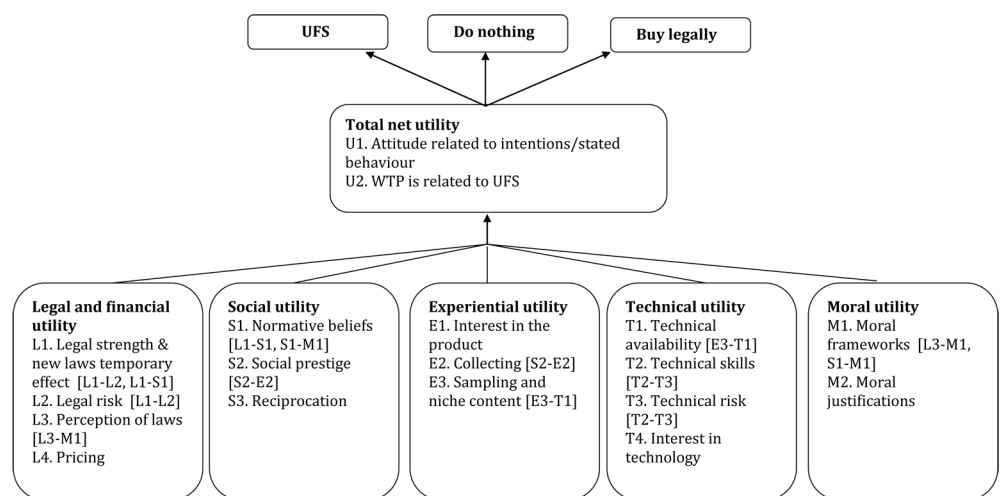 UFS
Do nothing
Buy legally
Total net utility
U1. Attitude related to intentions/stated
behaviour
U2. WTP is related to UFS
Legal and financial
utility
L1. Legal strength &
new laws temporary
effect [L1-L2, L1-S1]
L2. Legal risk [L1-L2]
L3. Perception of laws
[L3-M1]
L4. Pricing
Social utility
S1. Normative beliefs
[L1-S1, S1-M1]
S2. Social prestige
[S2-E2]
S3. Reciprocation
Experiential utility
E1. Interest in the
product
E2. Collecting [S2-E2]
E3. Sampling and
niche content [E3-T1]
Technical utility
T1. Technical
availability [E3-T1]
T2. Technical skills
[T2-T3]
T3. Technical risk
[T2-T3]
T4. Interest in
technology
Moral utility
M1. Moral
frameworks [L3-M1,
S1-M1]
M2. Moral
justifications